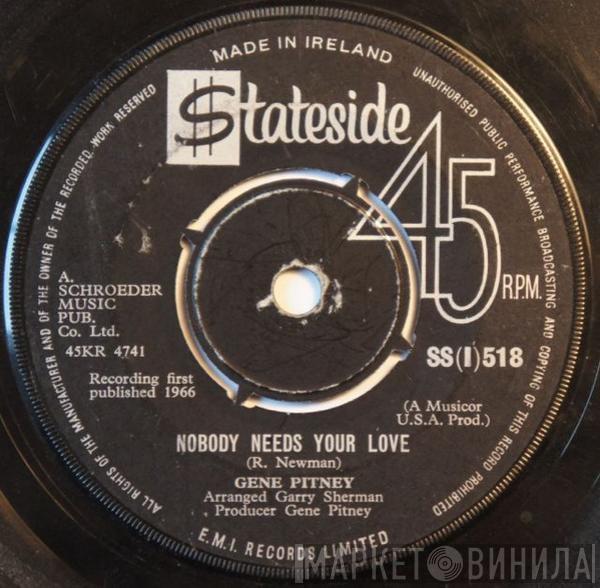 MADE IN IRELAND
ALL RIGHTS OF THE MANUFACTURER AND OF THE OWNER OF THE RECORDED WORK RESERVED
UNAUTHORISED PUBLIC PERFORMANCE BROADCASTING AND COPYING OF THIS RECORD PROHIBITED
$tateside
45
R.P.M.
A.
SCHROEDER
MUSIC
PUB.
Co. Ltd.
45KR 4741
SS(I)518
Recording first
published 1966
(A Musicor
U.S.A. Prod.)
NOBODY NEEDS YOUR LOVE
(R. Newman)
GENE PITNEY
Arranged Garry Sherman
Producer Gene Pitney
E.M.I. RECORDS LIMITED
МАРКЕТ ВИНИЛА